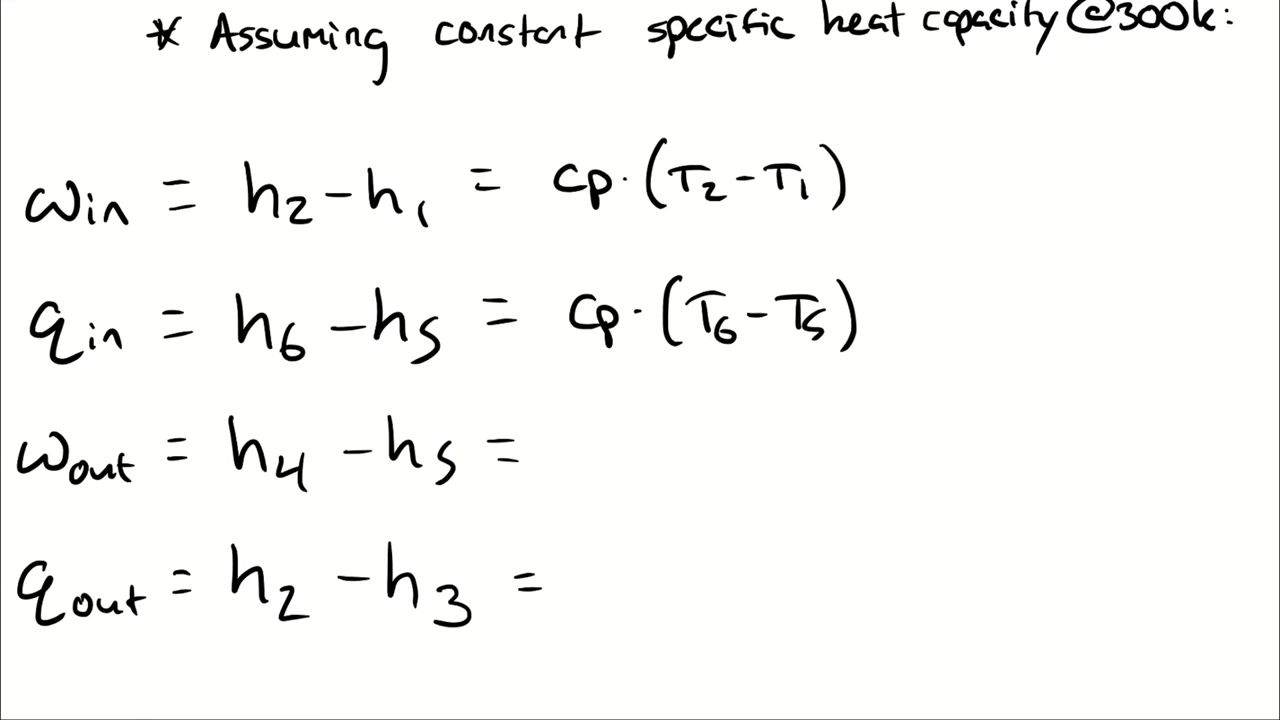 * Assuming constant specific heat capacity @300k:
win = h2 - h1 = cp · (T2 - T1)
qin = h6 - h5 = cp · (T6 - T5)
wout = h4 - h5 =
qout = h2 - h3 =